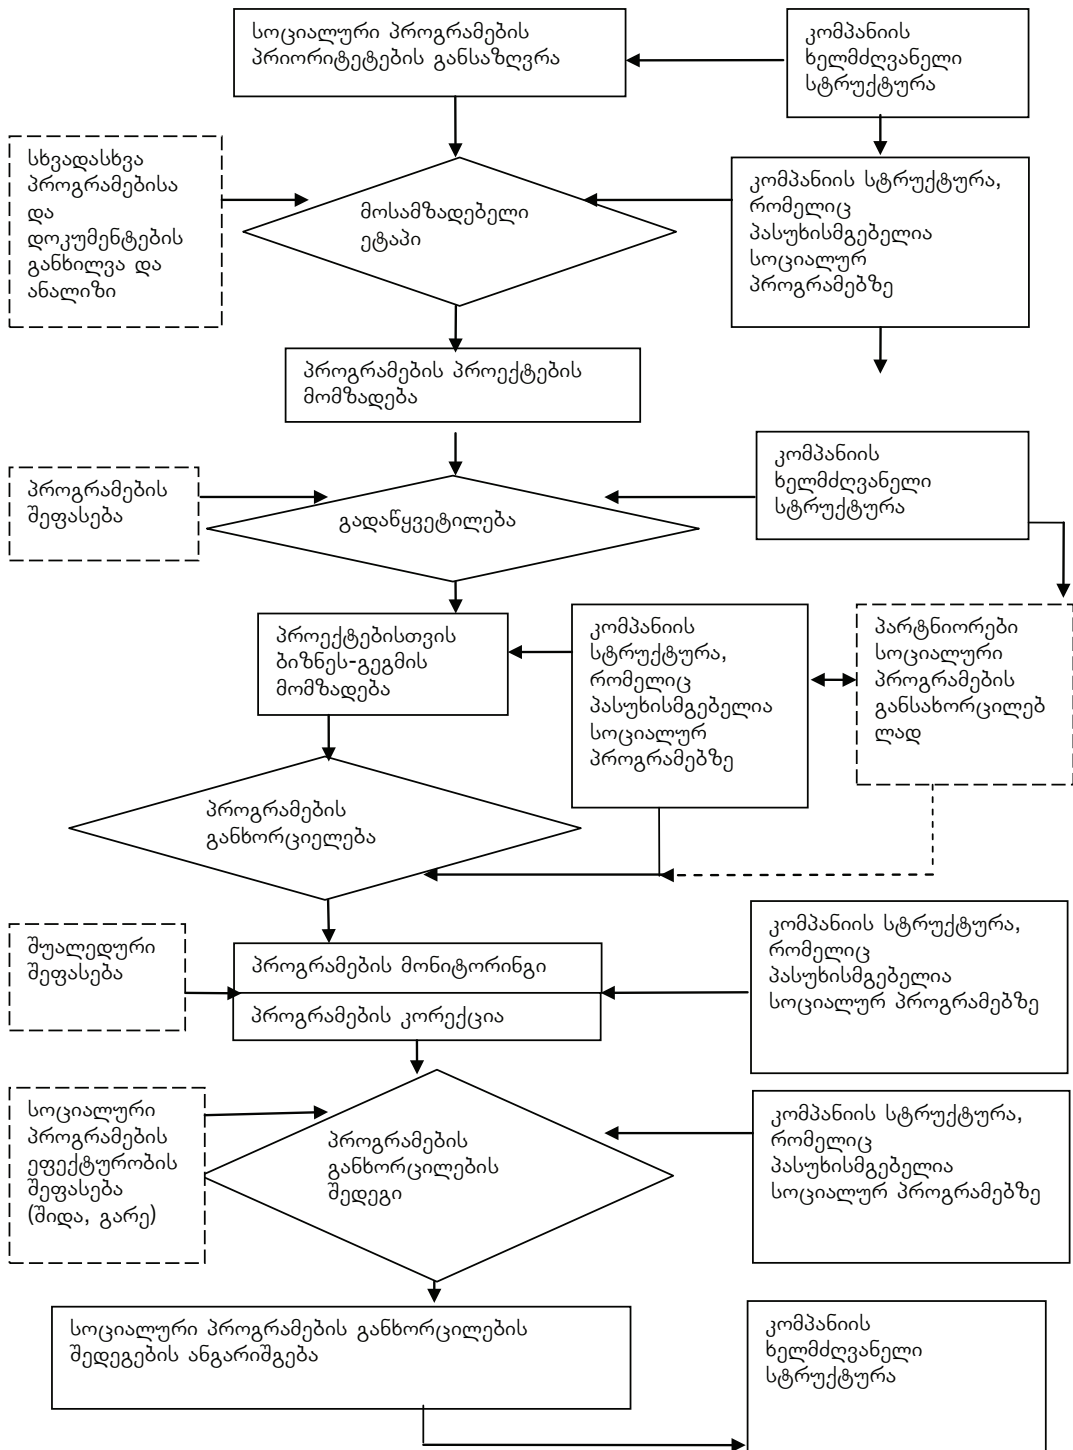 სოციალური პროგრამების
პრიორიტეტების განსაზღვრა
კომპანიის
ხელმძღვანელი
სტრუქტურა
სხვადასხვა
პროგრამებისა
და
დოკუმენტების
განხილვა და
ანალიზი
მოსამზადებელი
ეტაპი
კომპანიის სტრუქტურა,
რომელიც
პასუხისმგებელია
სოციალურ
პროგრამებზე
პროგრამების პროექტების
მომზადება
პროგრამების
შეფასება
გადაწყვეტილება
კომპანიის
ხელმძღვანელი
სტრუქტურა
პროექტებისთვის
ბიზნეს-გეგმის
მომზადება
კომპანიის
სტრუქტურა,
რომელიც
პასუხისმგებელია
სოციალურ
პროგრამებზე
პარტნიორები
სოციალური
პროგრამების
განსახორცილებ
ლად
პროგრამების
განხორციელება
შუალედური
შეფასება
პროგრამების მონიტორინგი
პროგრამების კორექცია
კომპანიის სტრუქტურა,
რომელიც
პასუხისმგებელია
სოციალურ პროგრამებზე
სოციალური
პროგრამების
ეფექტურობის
შეფასება
(შიდა, გარე)
პროგრამების
განხორცილების
შედეგი
კომპანიის სტრუქტურა,
რომელიც
პასუხისმგებელია
სოციალურ პროგრამებზე
სოციალური პროგრამების განხორცილების
შედეგების ანგარიშგება
კომპანიის
ხელმძღვანელი
სტრუქტურა